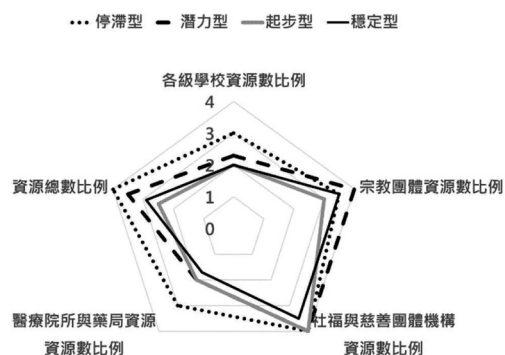 停滯型 潛力型 起步型 穩定型
各級學校資源數比例
4
3
2
1
0
資源總數比例
宗教團體資源數比例
醫療院所與藥局資源
資源數比例
社福與慈善團體機構
資源數比例